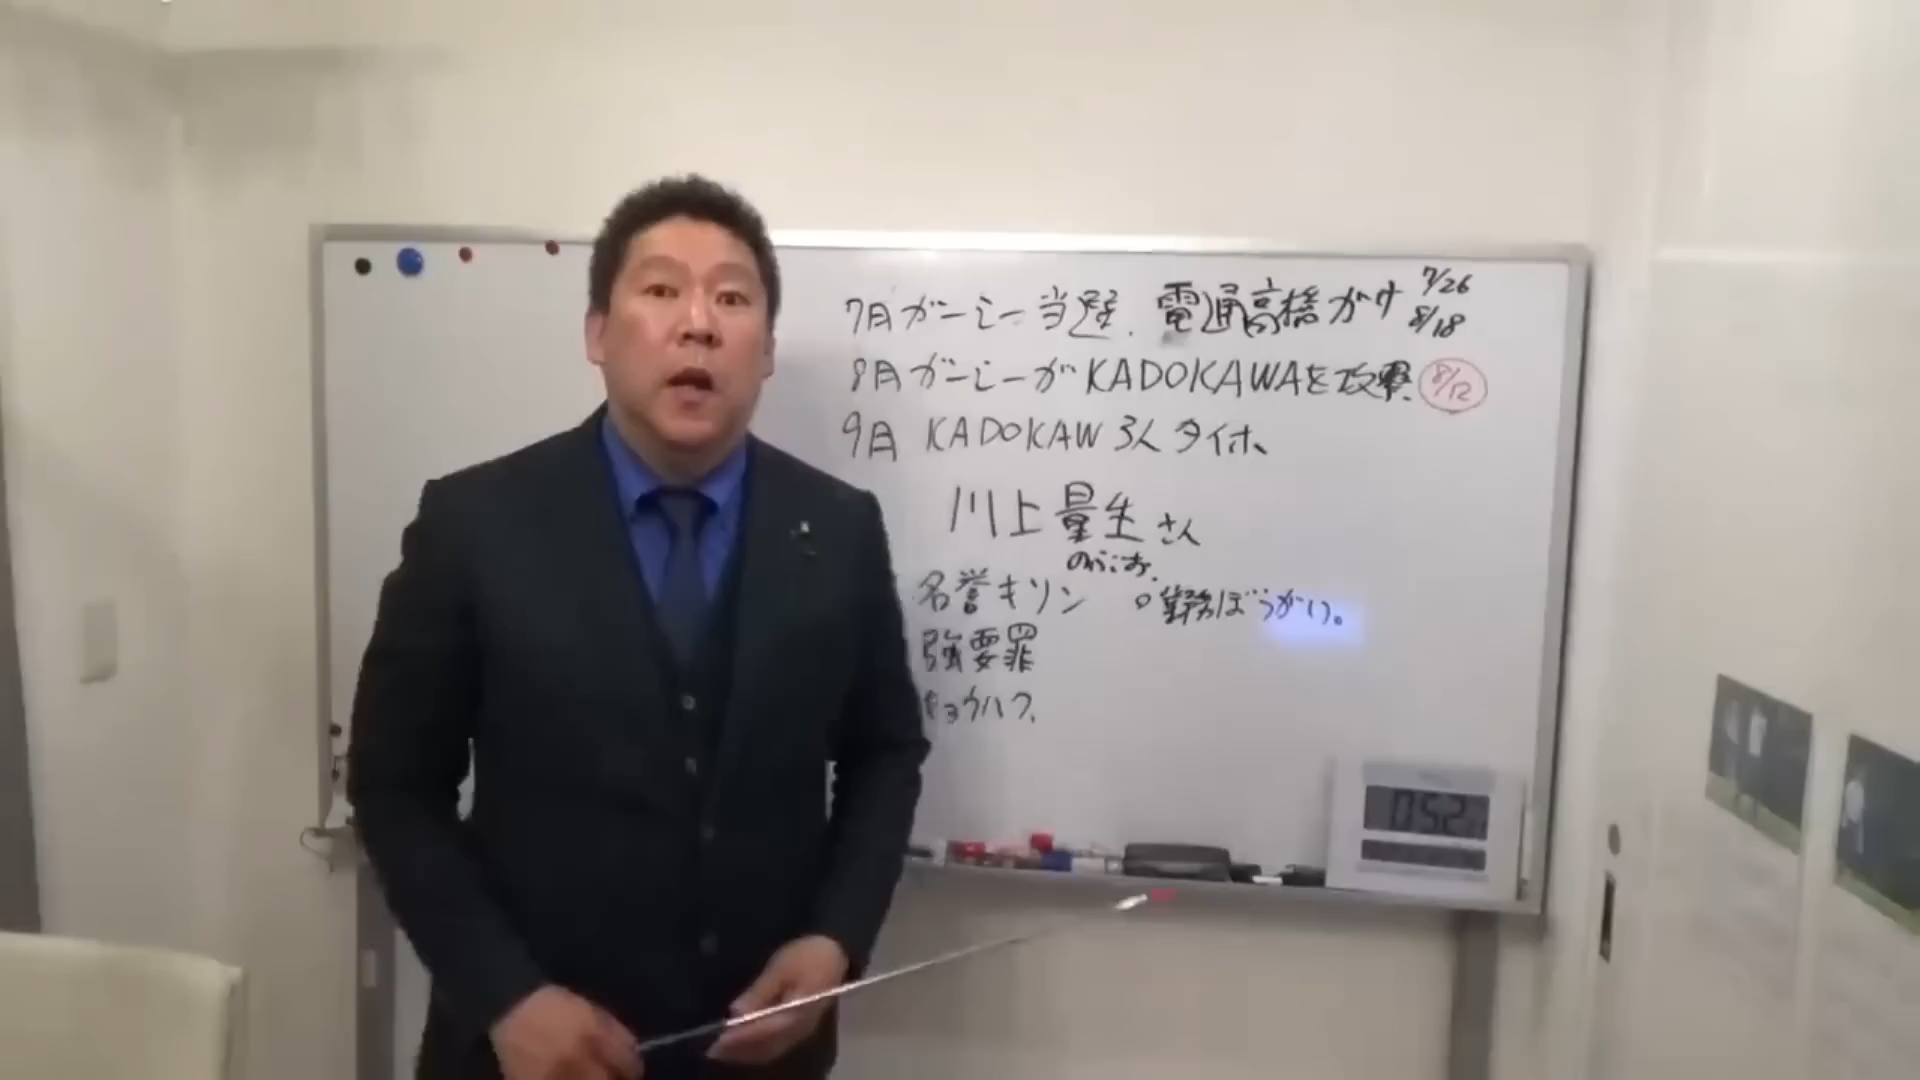 7月ガーシー当選、電通高橋ガサ 7/26 8/18
8月ガーシーがKADOKAWAを攻撃。 8/12
9月 KADOKAW 3人タイホ、
川上量生さん
のぶお。
名誉キソン
業務ぼうがい。
強要罪
キョウハク、
052